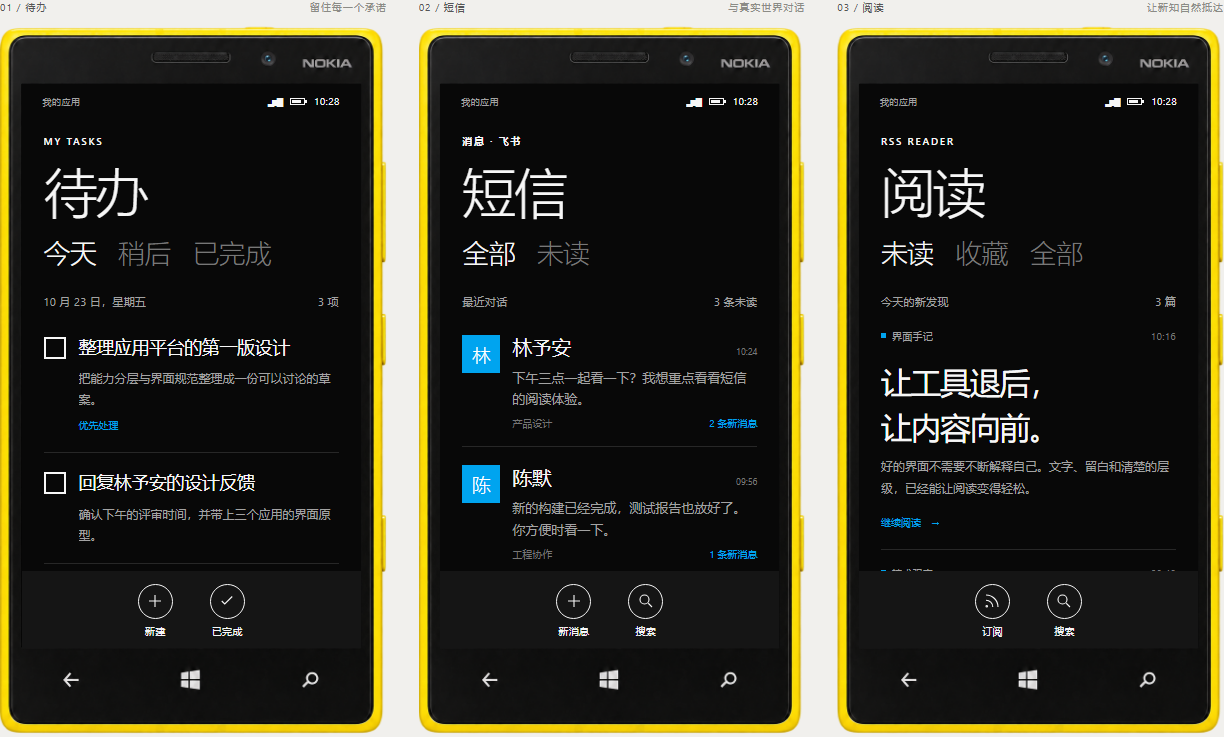 01 / 待办
留住每一个承诺
NOKIA
我的应用
10:28
MY TASKS
待办
今天 稍后 已完成
10 月 23 日，星期五
3 项
整理应用平台的第一版设计
把能力分层与界面规范整理成一份可以讨论的草
案。
优先处理
回复林予安的设计反馈
确认下午的评审时间，并带上三个应用的界面原
型。
新建
已完成
02 / 短信
与真实世界对话
NOKIA
我的应用
10:28
消息 · 飞书
短信
全部 未读
最近对话
3 条未读
林
林予安
10:24
下午三点一起看一下？我想重点看看短信
的阅读体验。
产品设计
2 条新消息
陈
陈默
09:56
新的构建已经完成，测试报告也放好了。
你方便时看一下。
工程协作
1 条新消息
新消息
搜索
03 / 阅读
让新知自然抵达
NOKIA
我的应用
10:28
RSS READER
阅读
未读 收藏 全部
今天的新发现
3 篇
界面手记
10:16
让工具退后，
让内容向前。
好的界面不需要不断解释自己。文字、留白和清楚的层
级，已经能让阅读变得轻松。
继续阅读 →
订阅
搜索